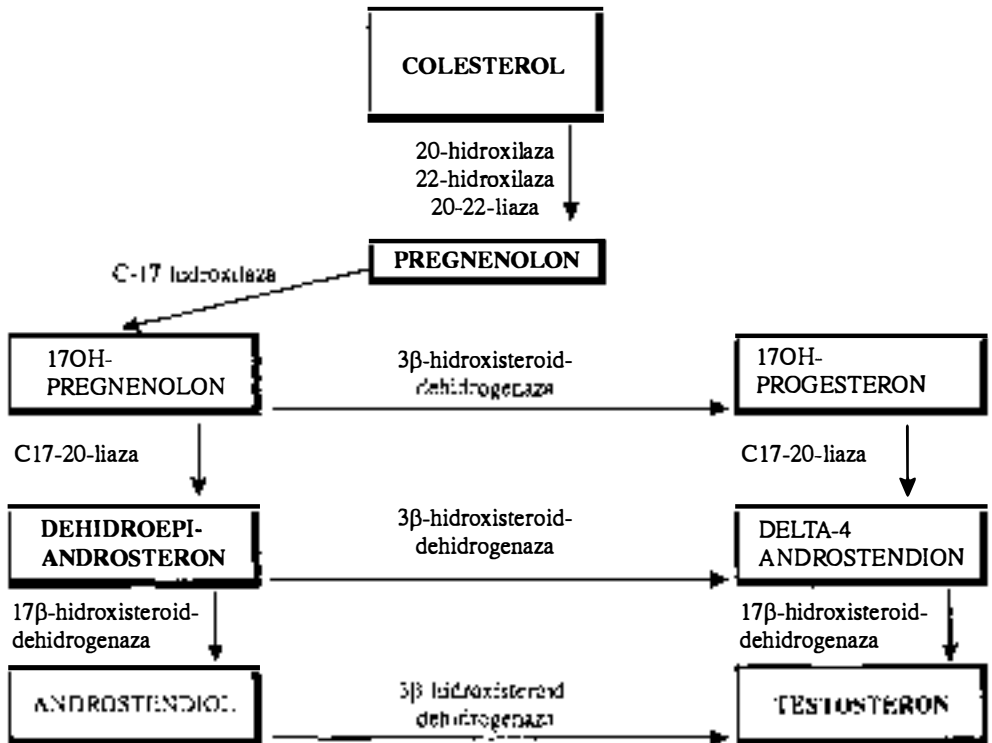 COLESTEROL
20-hidroxilaza
22-hidroxilaza
20-22-liaza
PREGNENOLON
C-17 hidroxilaza
17OH-
PREGNENOLON
3β-hidroxisteroid-
dehidrogenaza
17OH-
PROGESTERON
C17-20-liaza
C17-20-liaza
DEHIDROEPI-
ANDROSTERON
3β-hidroxisteroid-
dehidrogenaza
DELTA-4
ANDROSTENDION
17β-hidroxisteroid-
dehidrogenaza
17β-hidroxisteroid-
dehidrogenaza
ANDROSTENDIOL
3β-hidroxisteroid
dehidrogenaza
TESTOSTERON